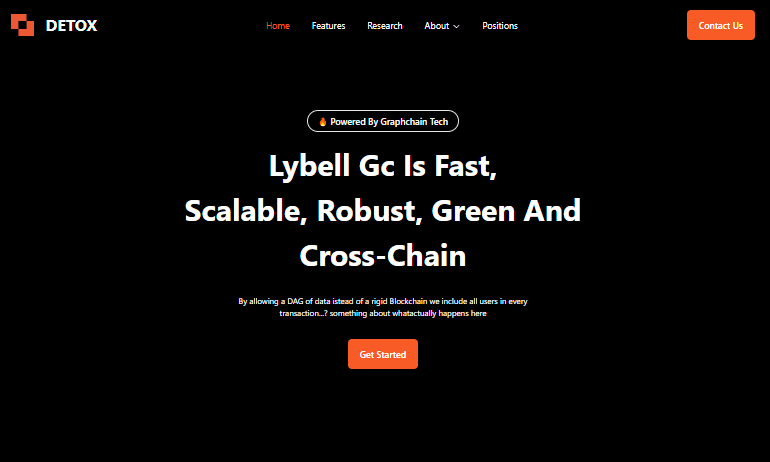 DETOX
Home
Features
Research
About
Positions
Contact Us
🔥 Powered By Graphchain Tech
Lybell Gc Is Fast,
Scalable, Robust, Green And
Cross-Chain
By allowing a DAG of data istead of a rigid Blockchain we include all users in every
transaction...? something about whatactually happens here
Get Started